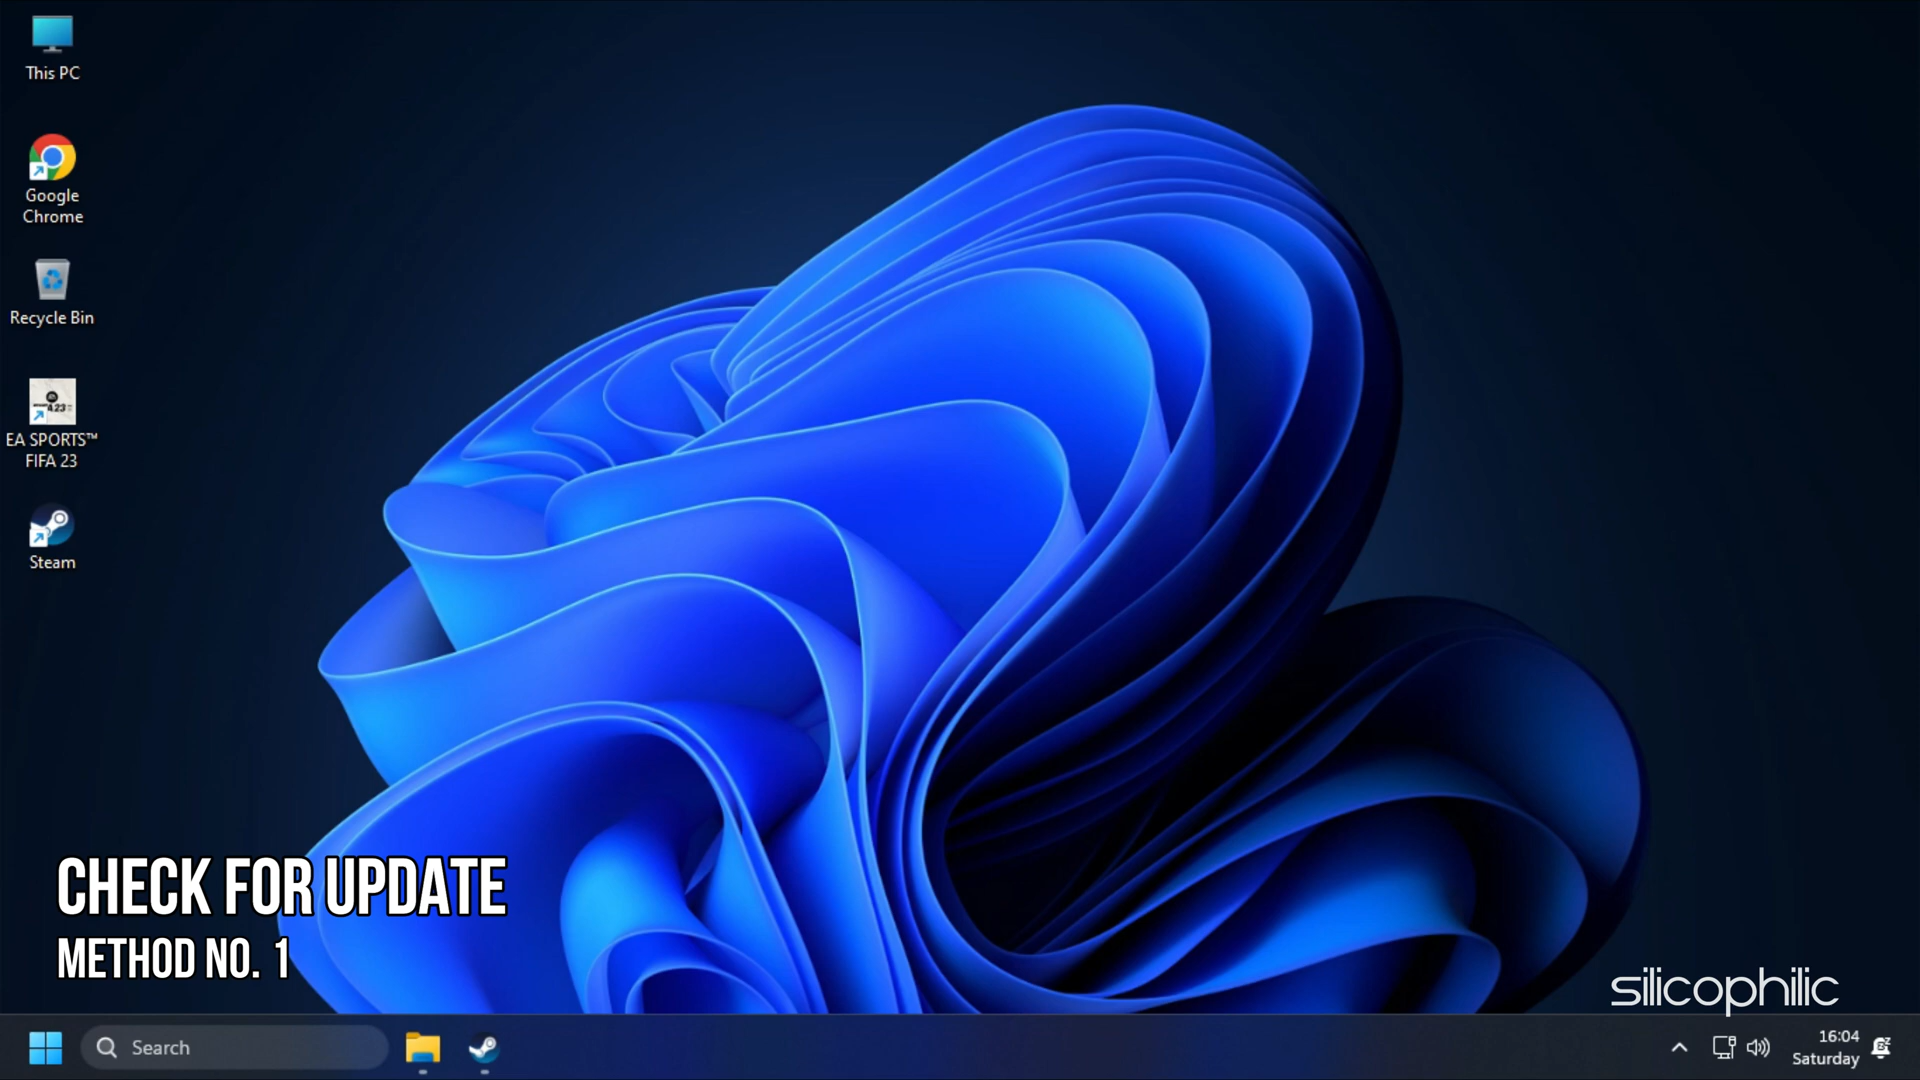 This PC
Google
Chrome
Recycle Bin
EA SPORTS™
FIFA 23
Steam
CHECK FOR UPDATE
METHOD NO. 1
silicophilic
Search
16:04
Saturday